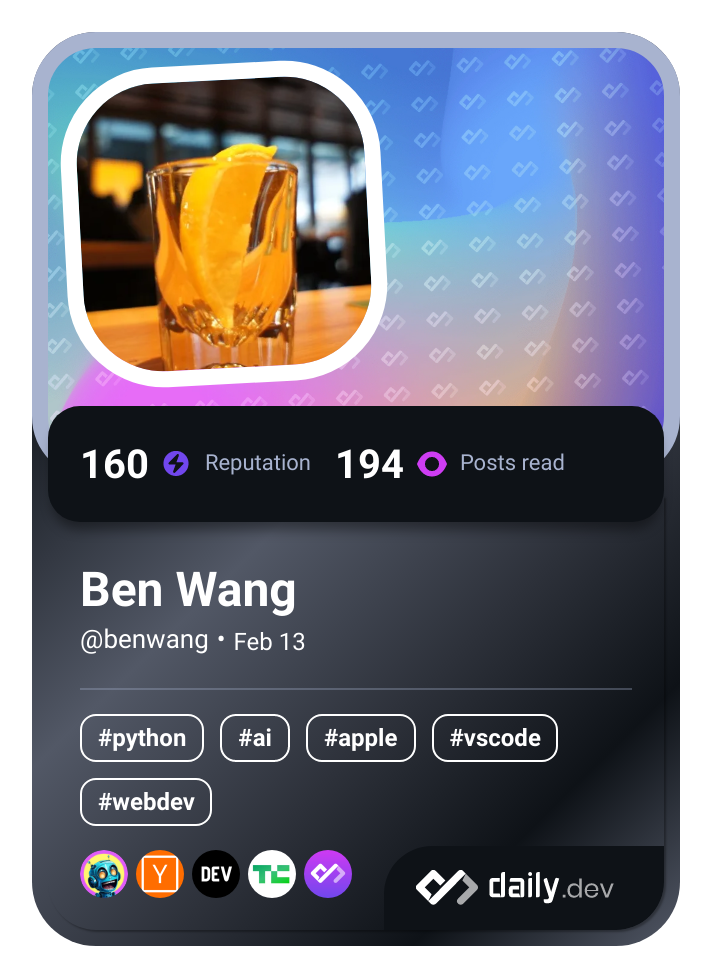 160 Reputation 194 Posts read
Ben Wang
@benwang • Feb 13
#python #ai #apple #vscode
#webdev
Y DEV TC daily.dev